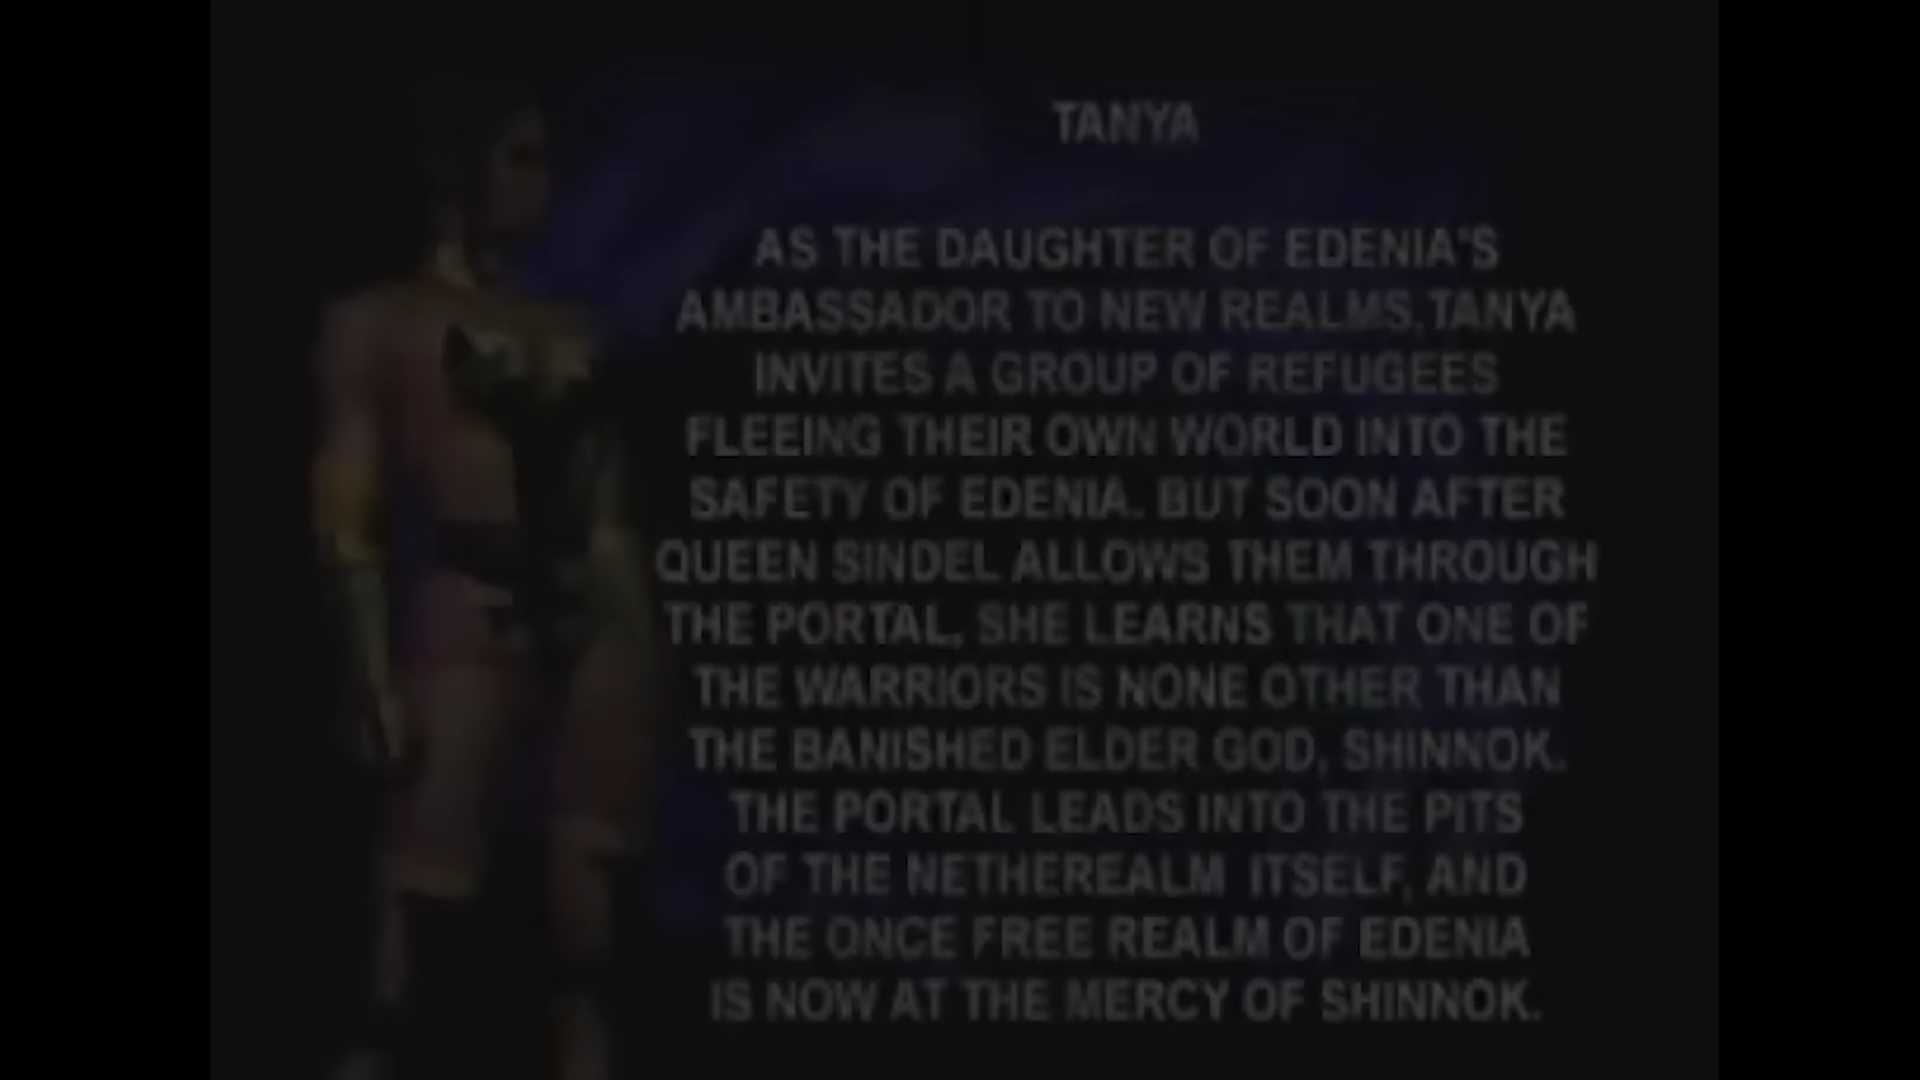 TANYA
AS THE DAUGHTER OF EDENIA'S
AMBASSADOR TO NEW REALMS, TANYA
INVITES A GROUP OF REFUGEES
FLEEING THEIR OWN WORLD INTO THE
SAFETY OF EDENIA. BUT SOON AFTER
QUEEN SINDEL ALLOWS THEM THROUGH
THE PORTAL, SHE LEARNS THAT ONE OF
THE WARRIORS IS NONE OTHER THAN
THE BANISHED ELDER GOD, SHINNOK.
THE PORTAL LEADS INTO THE PITS
OF THE NETHEREALM ITSELF, AND
THE ONCE FREE REALM OF EDENIA
IS NOW AT THE MERCY OF SHINNOK.